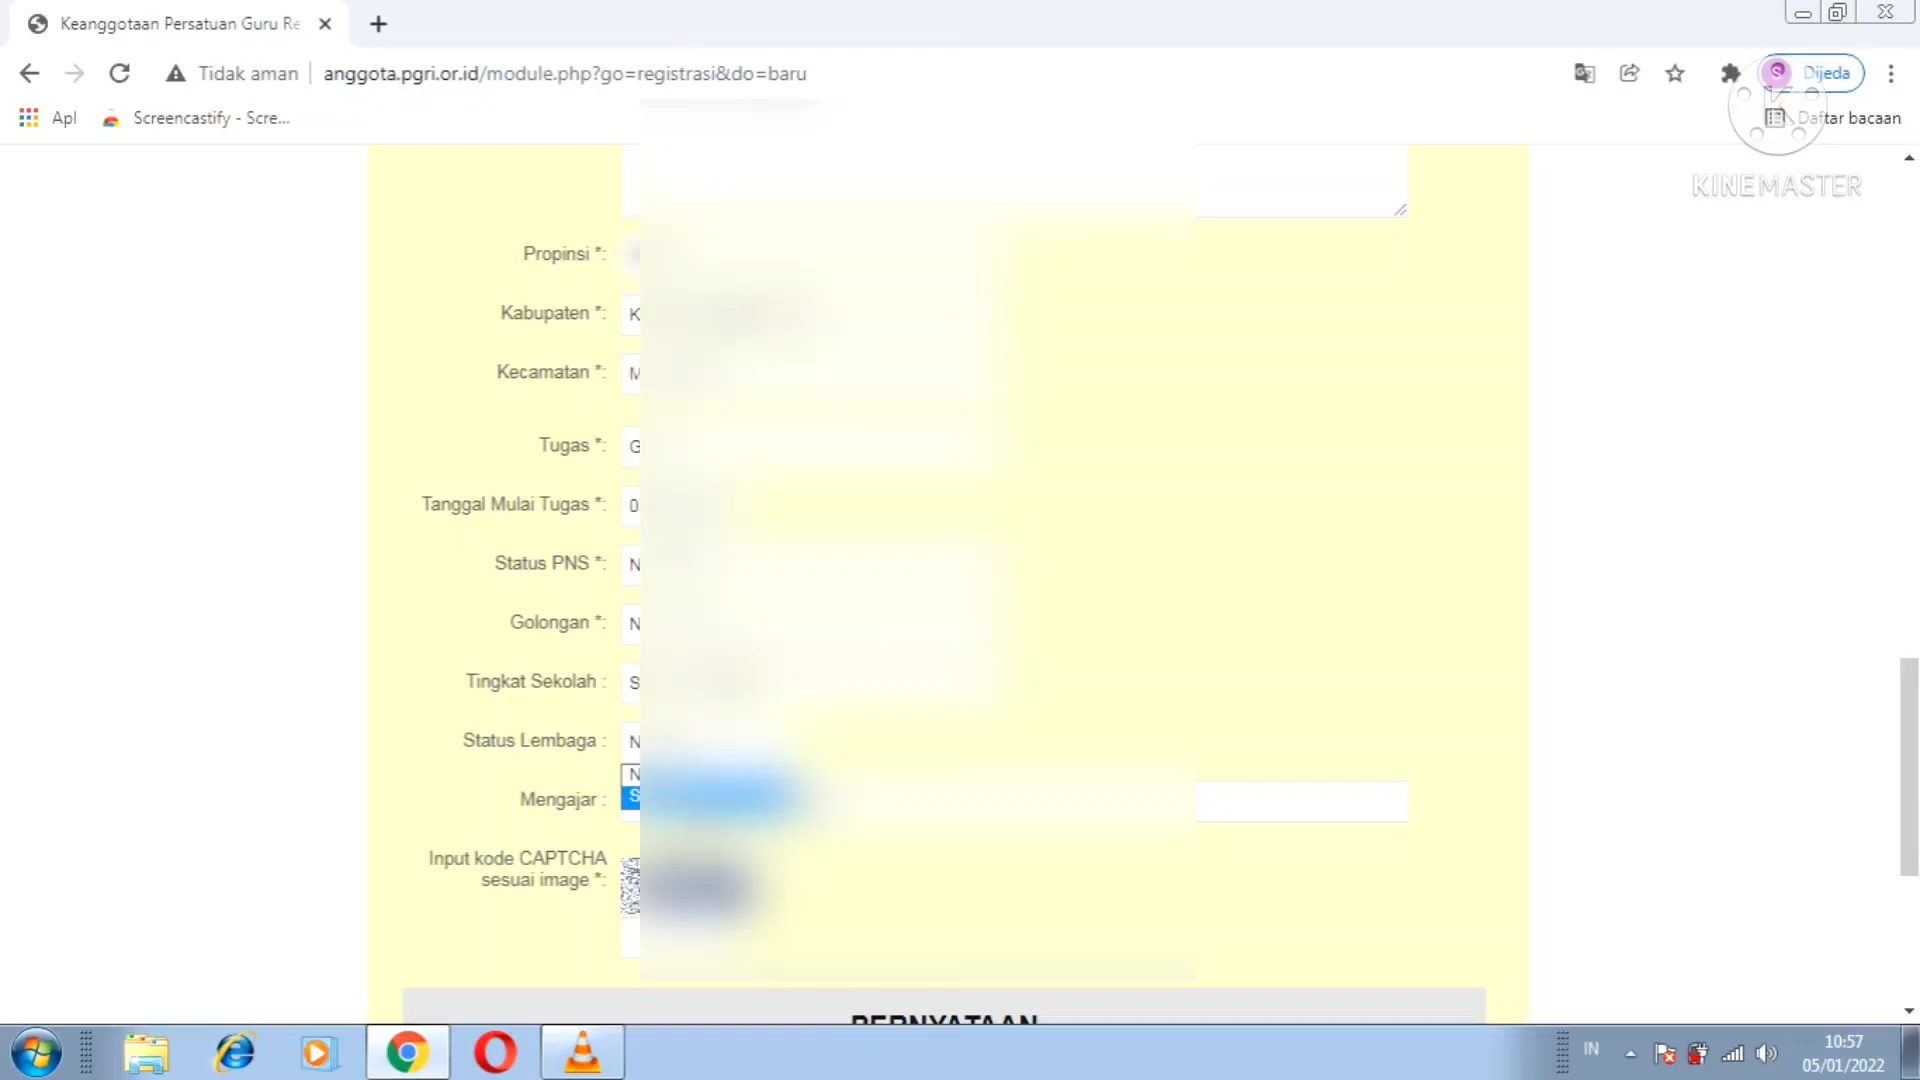 Keanggotaan Persatuan Guru Re
Tidak aman
anggota.pgri.or.id/module.php?go=registrasi&do=baru
Dijeda
Apl
Screencastify - Scre...
Daftar bacaan
KINEMASTER
Propinsi *:
Kabupaten *: K
Kecamatan *: M
Tugas *: G
Tanggal Mulai Tugas *: 0
Status PNS *: N
Golongan *: N
Tingkat Sekolah : S
Status Lembaga : N
N
S
Mengajar :
Input kode CAPTCHA
sesuai image *:
PERNYATAAN
IN
10:57
05/01/2022